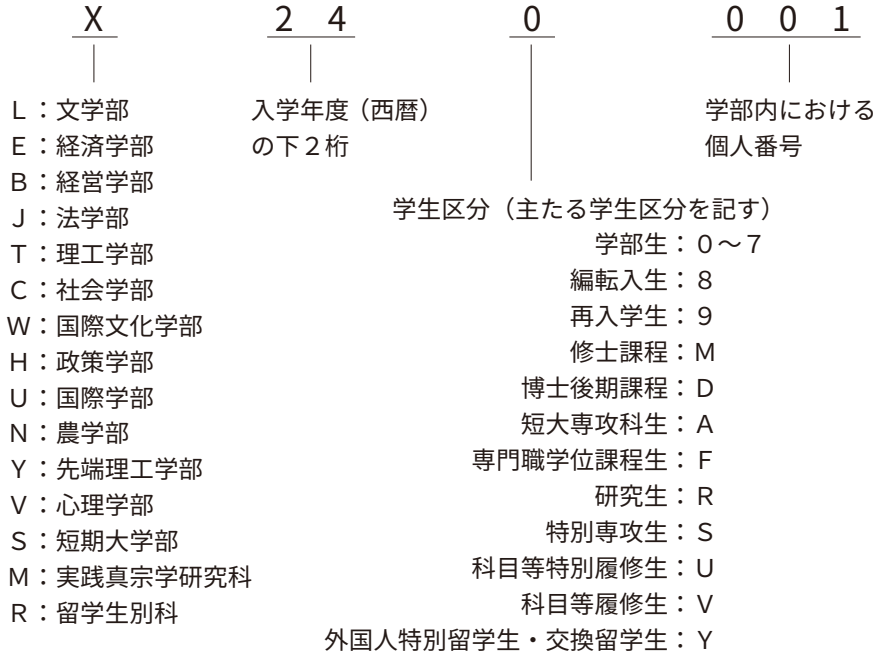 X 24 0 001
L：文学部
E：経済学部
B：経営学部
J：法学部
T：理工学部
C：社会学部
W：国際文化学部
H：政策学部
U：国際学部
N：農学部
Y：先端理工学部
V：心理学部
S：短期大学部
M：実践真宗学研究科
R：留学生別科
入学年度（西暦）
の下２桁
学生区分（主たる学生区分を記す）
学部生：０～７
編転入生：８
再入学生：９
修士課程：M
博士後期課程：D
短大専攻科生：A
専門職学位課程生：F
研究生：R
特別専攻生：S
科目等特別履修生：U
科目等履修生：V
外国人特別留学生・交換留学生：Y
学部内における
個人番号